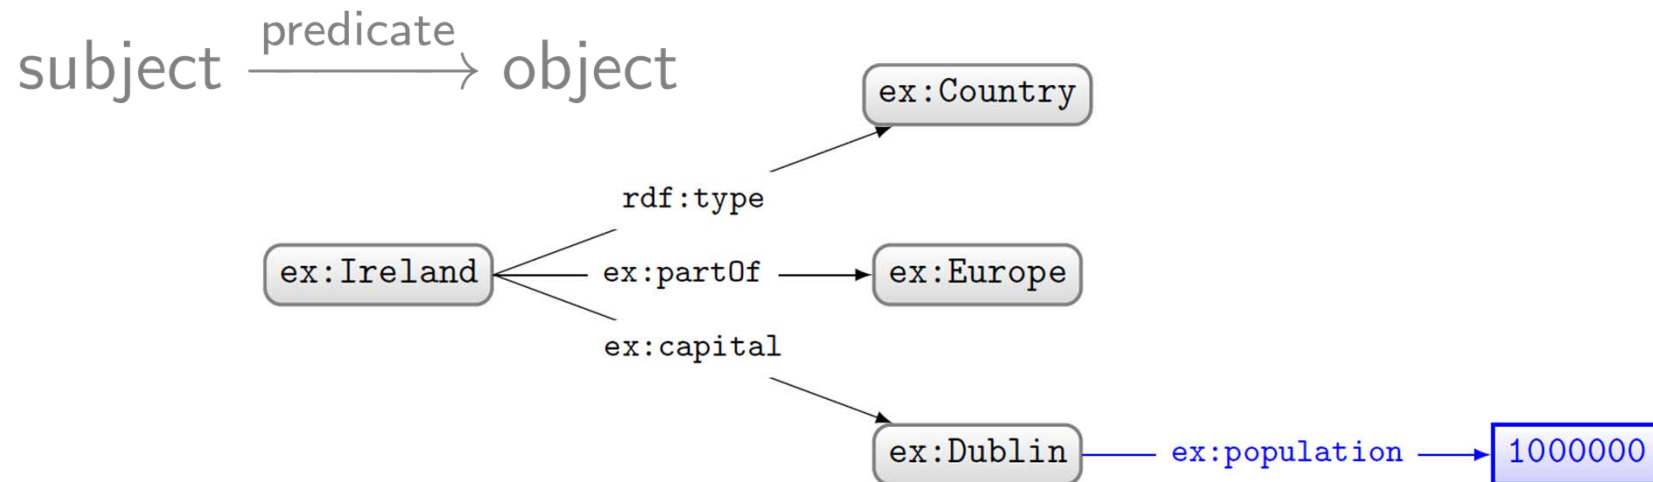 predicate
subject object
ex:Country
rdf:type
ex:Ireland ex:partOf ex:Europe
ex:capital
ex:Dublin ex:population 1000000